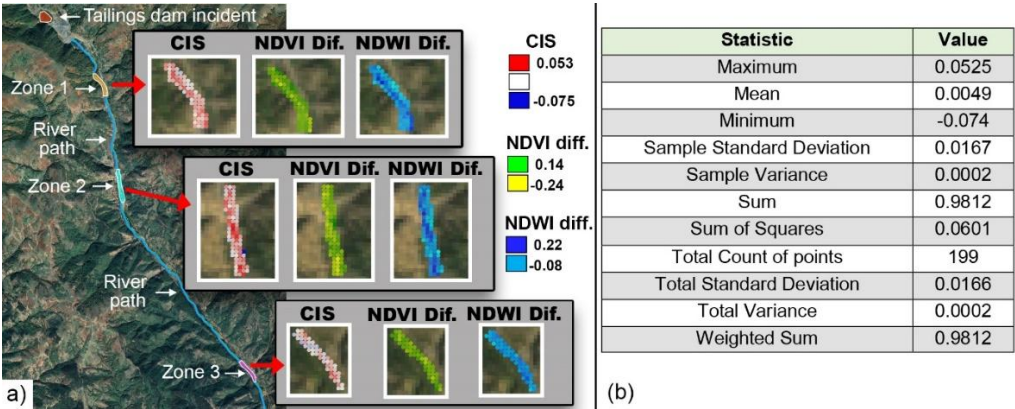 Tailings dam incident
CIS NDVI Dif. NDWI Dif.
Zone 1
River
path
CIS NDVI Dif. NDWI Dif.
Zone 2
River
path
CIS NDVI Dif. NDWI Dif.
Zone 3
a)
CIS
0.053
-0.075
NDVI diff.
0.14
-0.24
NDWI diff.
0.22
-0.08
Statistic Value
Maximum 0.0525
Mean 0.0049
Minimum -0.074
Sample Standard Deviation 0.0167
Sample Variance 0.0002
Sum 0.9812
Sum of Squares 0.0601
Total Count of points 199
Total Standard Deviation 0.0166
Total Variance 0.0002
Weighted Sum 0.9812
(b)